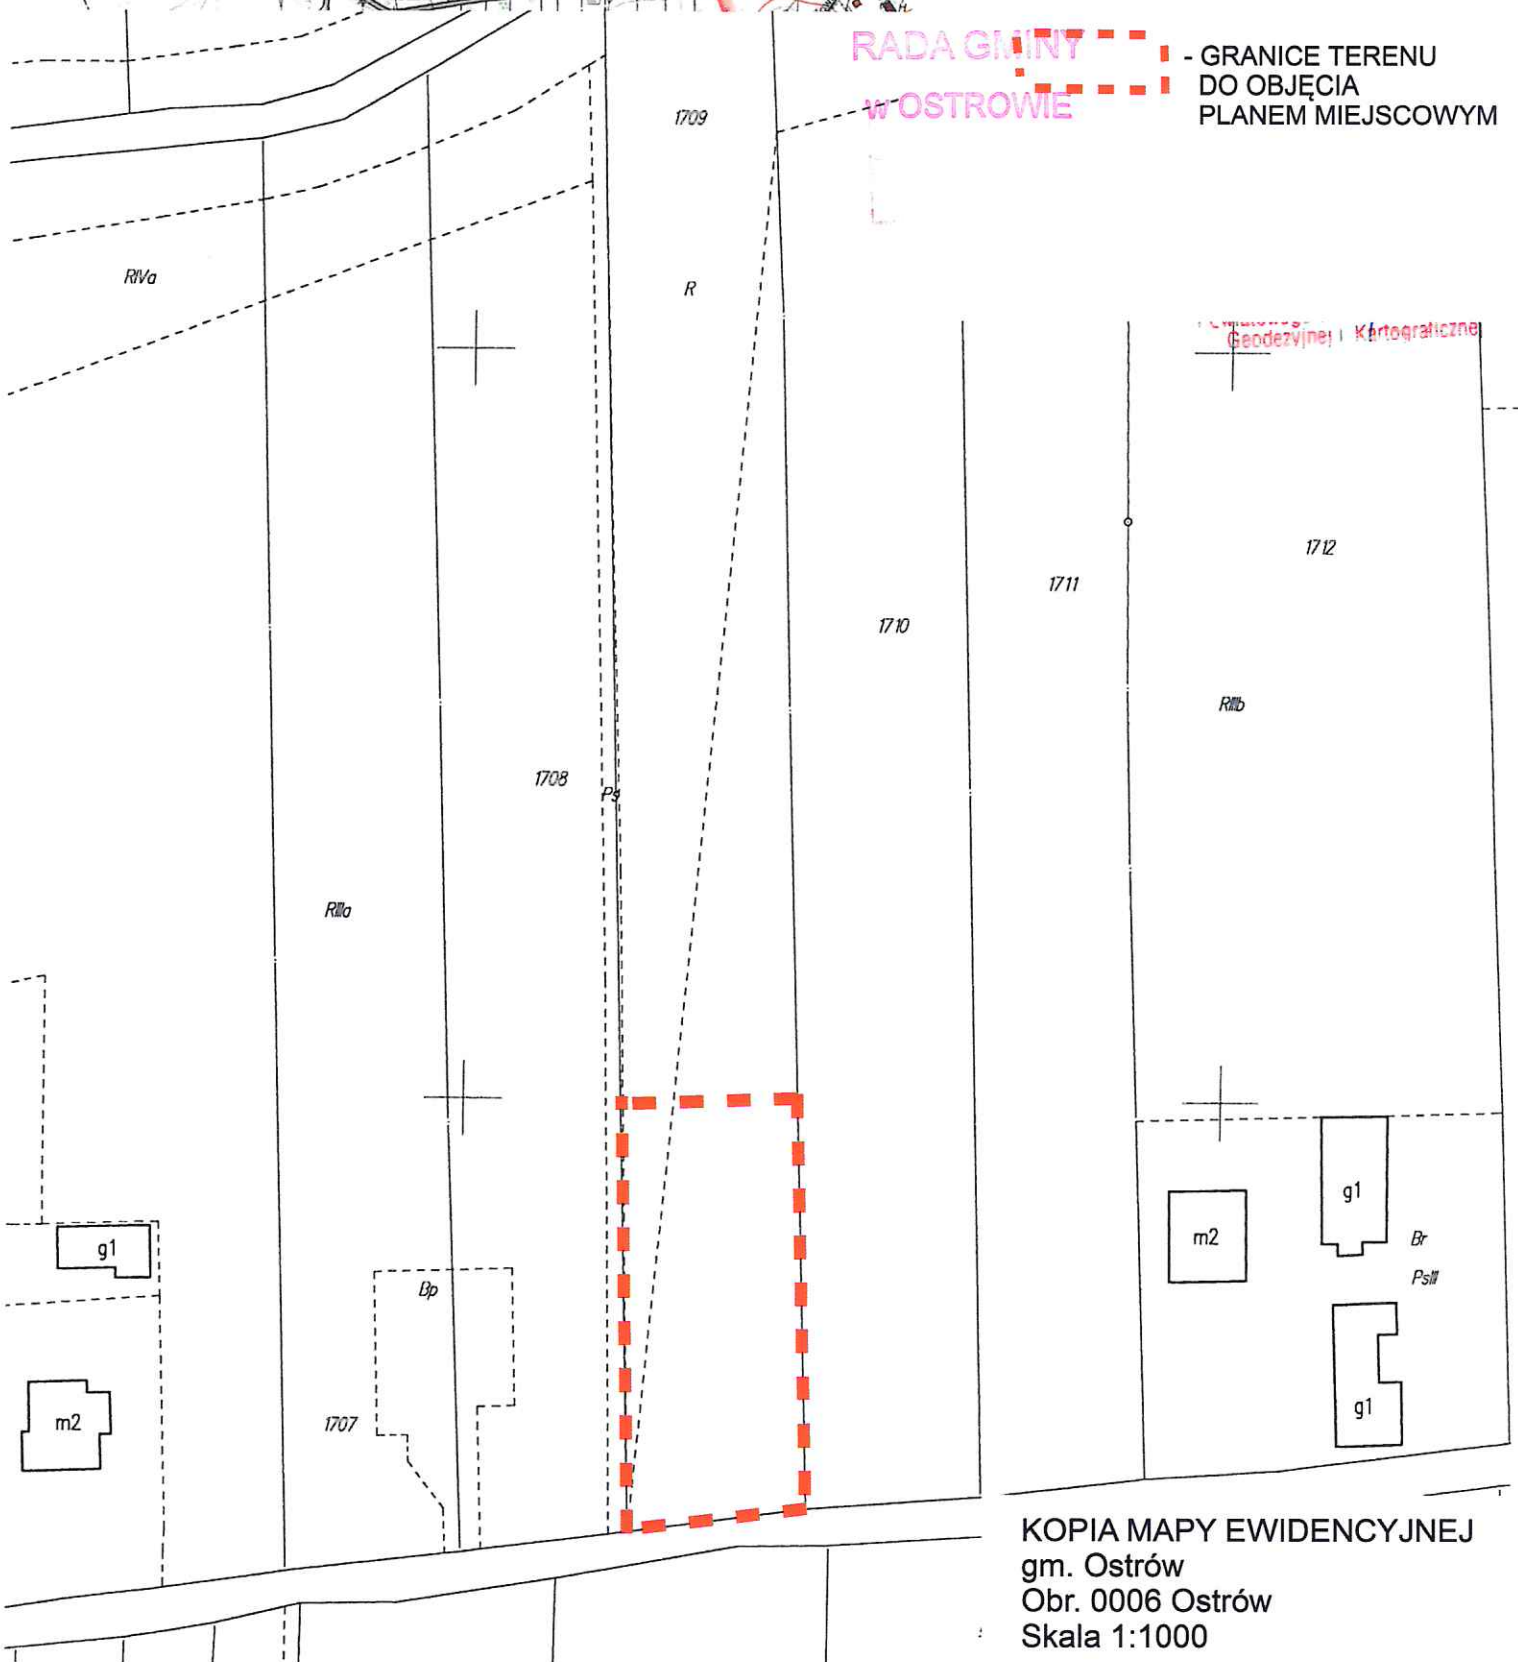 RADA GMINY
w OSTROWIE
- GRANICE TERENU
DO OBJĘCIA
PLANEM MIEJSCOWYM
1709
RIVa
R
Geodezyjnej i Kartograficznej
1712
1711
1710
RIIIb
1708
Ps
RIIIa
g1
g1
m2
Br
Bp
PsIII
m2
1707
g1
KOPIA MAPY EWIDENCYJNEJ
gm. Ostrów
Obr. 0006 Ostrów
Skala 1:1000